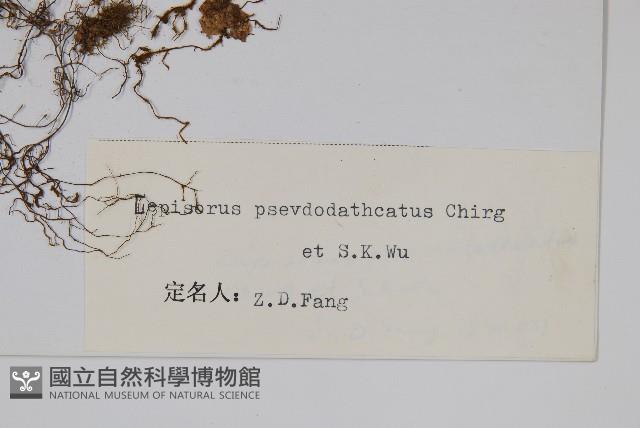 Lepisorus psevdodathcatus Chirg
et S.K.Wu
定名人: Z.D.Fang
國立自然科學博物館
NATIONAL MUSEUM OF NATURAL SCIENCE